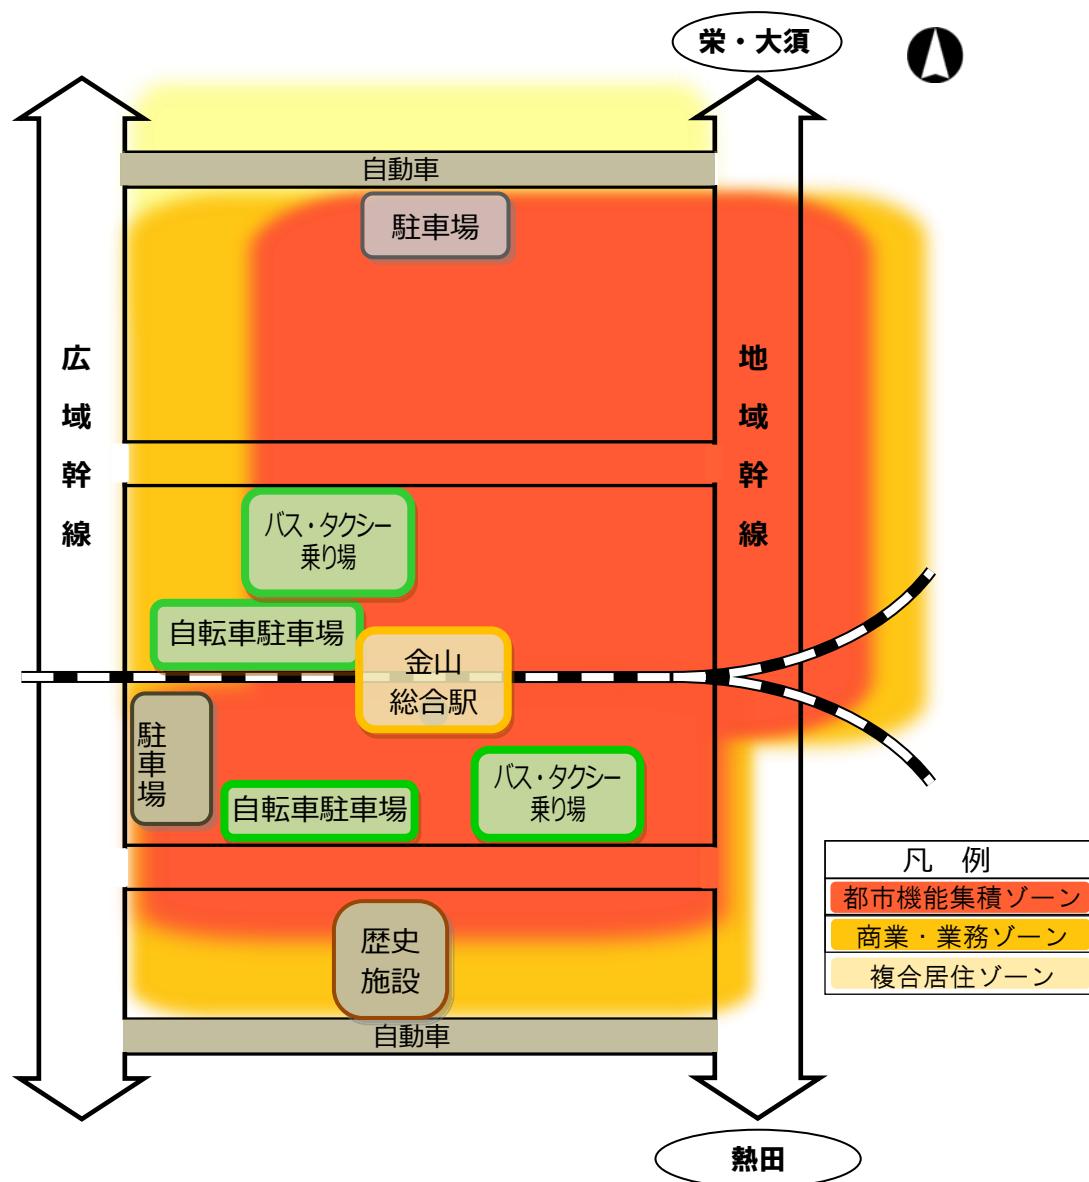 栄・大須
自動車
駐車場
広域幹線
地域幹線
バス・タクシー
乗り場
自転車駐車場
金山
総合駅
駐車場
自転車駐車場
バス・タクシー
乗り場
凡 例
都市機能集積ゾーン
商業・業務ゾーン
複合居住ゾーン
歴史
施設
自動車
熱田